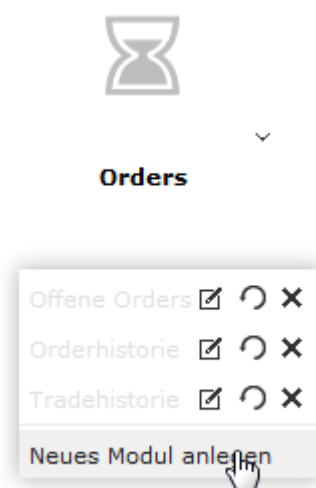 Orders
Offene Orders
Orderhistorie
Tradehistorie
Neues Modul anlegen